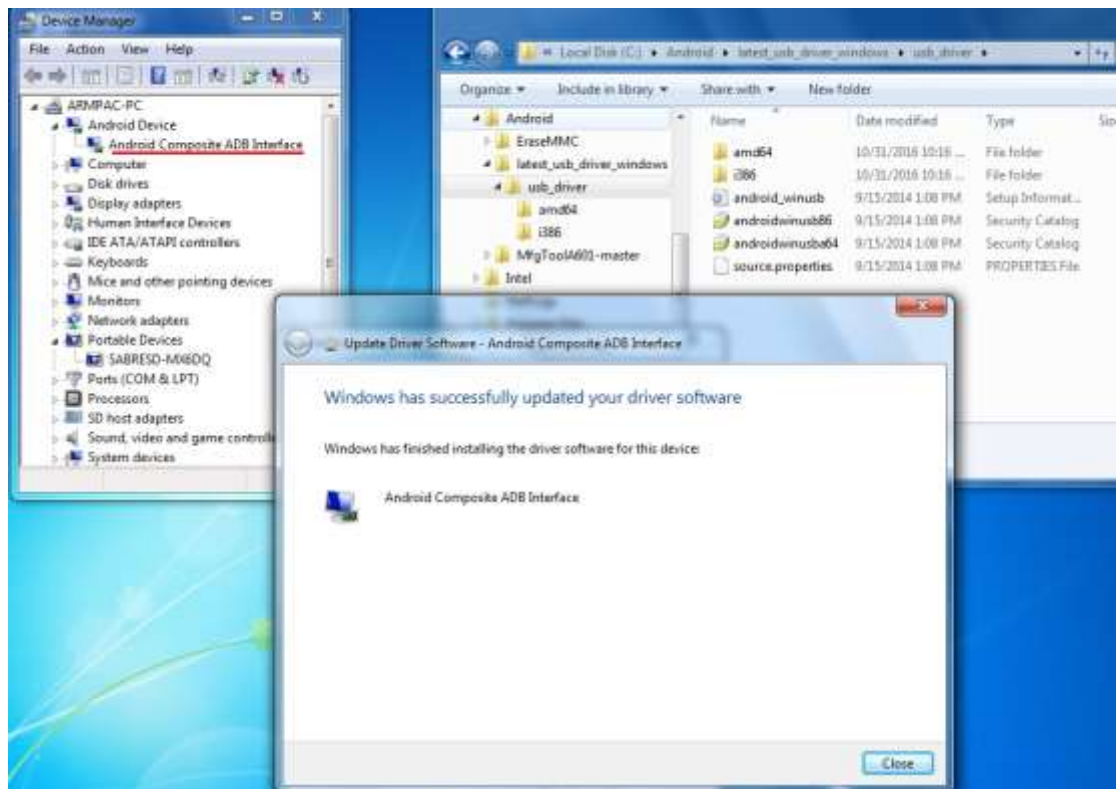 Device Manager
File Action View Help
ARMPAC-PC
Android Device
Android Composite ADB Interface
Computer
Disk drives
Display adapters
Human Interface Devices
IDE ATA/ATAPI controllers
Keyboards
Mice and other pointing devices
Monitors
Network adapters
Portable Devices
SABRESD-MX6DQ
Ports (COM & LPT)
Processors
SD host adapters
Sound, video and game controlle
System devices
Local Disk (C:) Android latest_usb_driver_windows usb_driver
Organize Include in library Share with New folder
Android
EraseMMC
latest_usb_driver_windows
usb_driver
amd64
i386
MfgToolA601-master
Intel
Name Date modified Type
amd64 10/31/2016 10:16 ... File folder
i386 10/31/2016 10:16 ... File folder
android_winusb 9/15/2014 1:08 PM Setup Informat...
androidwinusb86 9/15/2014 1:08 PM Security Catalog
androidwinusba64 9/15/2014 1:08 PM Security Catalog
source.properties 9/15/2014 1:08 PM PROPERTIES File
Update Driver Software - Android Composite ADB Interface
Windows has successfully updated your driver software
Windows has finished installing the driver software for this device:
Android Composite ADB Interface
Close